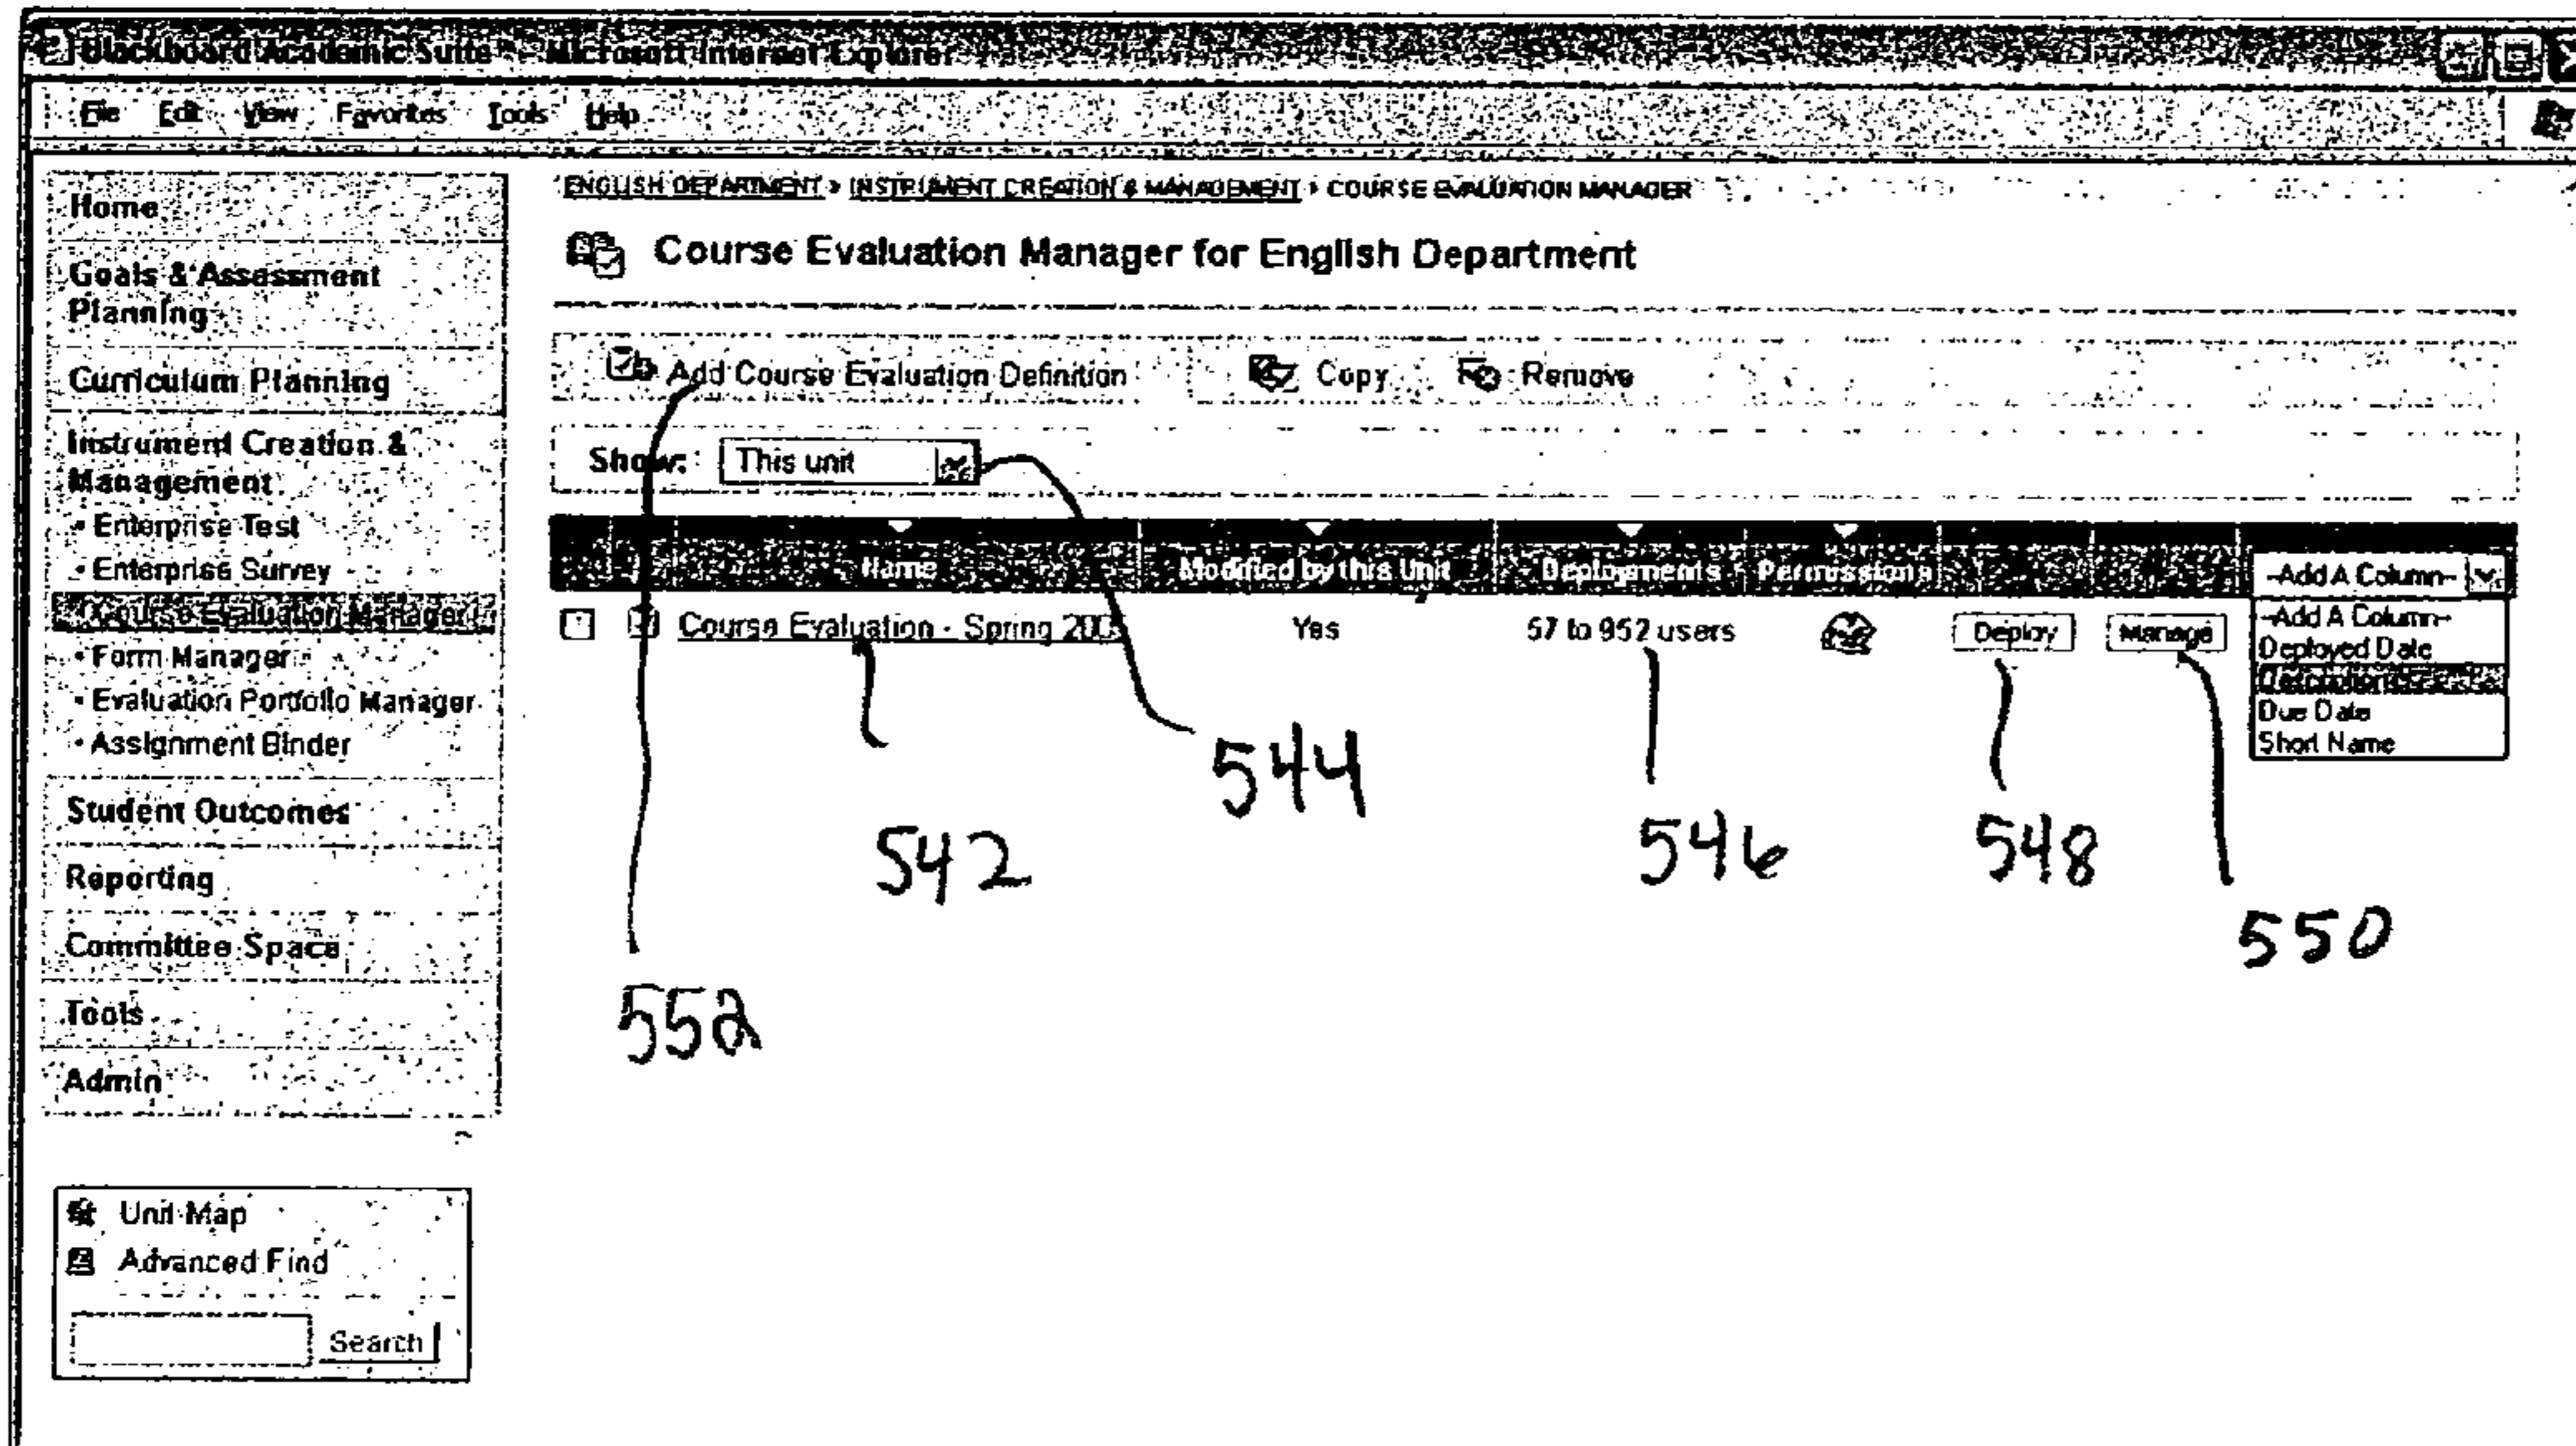 Blackboard Academic Suite™ - Microsoft Internet Explorer
File Edit View Favorites Tools Help
Home
Goals & Assessment
Planning
Curriculum Planning
Instrument Creation &
Management
• Enterprise Test
• Enterprise Survey
• Course Evaluation Manager
• Form Manager
• Evaluation Portfolio Manager
• Assignment Binder
Student Outcomes
Reporting
Committee Space
Tools
Admin
Unit Map
Advanced Find
Search
ENGLISH DEPARTMENT > INSTRUMENT CREATION & MANAGEMENT > COURSE EVALUATION MANAGER
Course Evaluation Manager for English Department
Add Course Evaluation Definition Copy Remove
Show: This unit
Name Modified by this Unit Deployments Permissions -Add A Column-
Course Evaluation - Spring Yes 57 to 952 users Deploy Manage
-Add A Column-
Deployed Date
Description
Due Date
Short Name
544
542
546
548
550
552